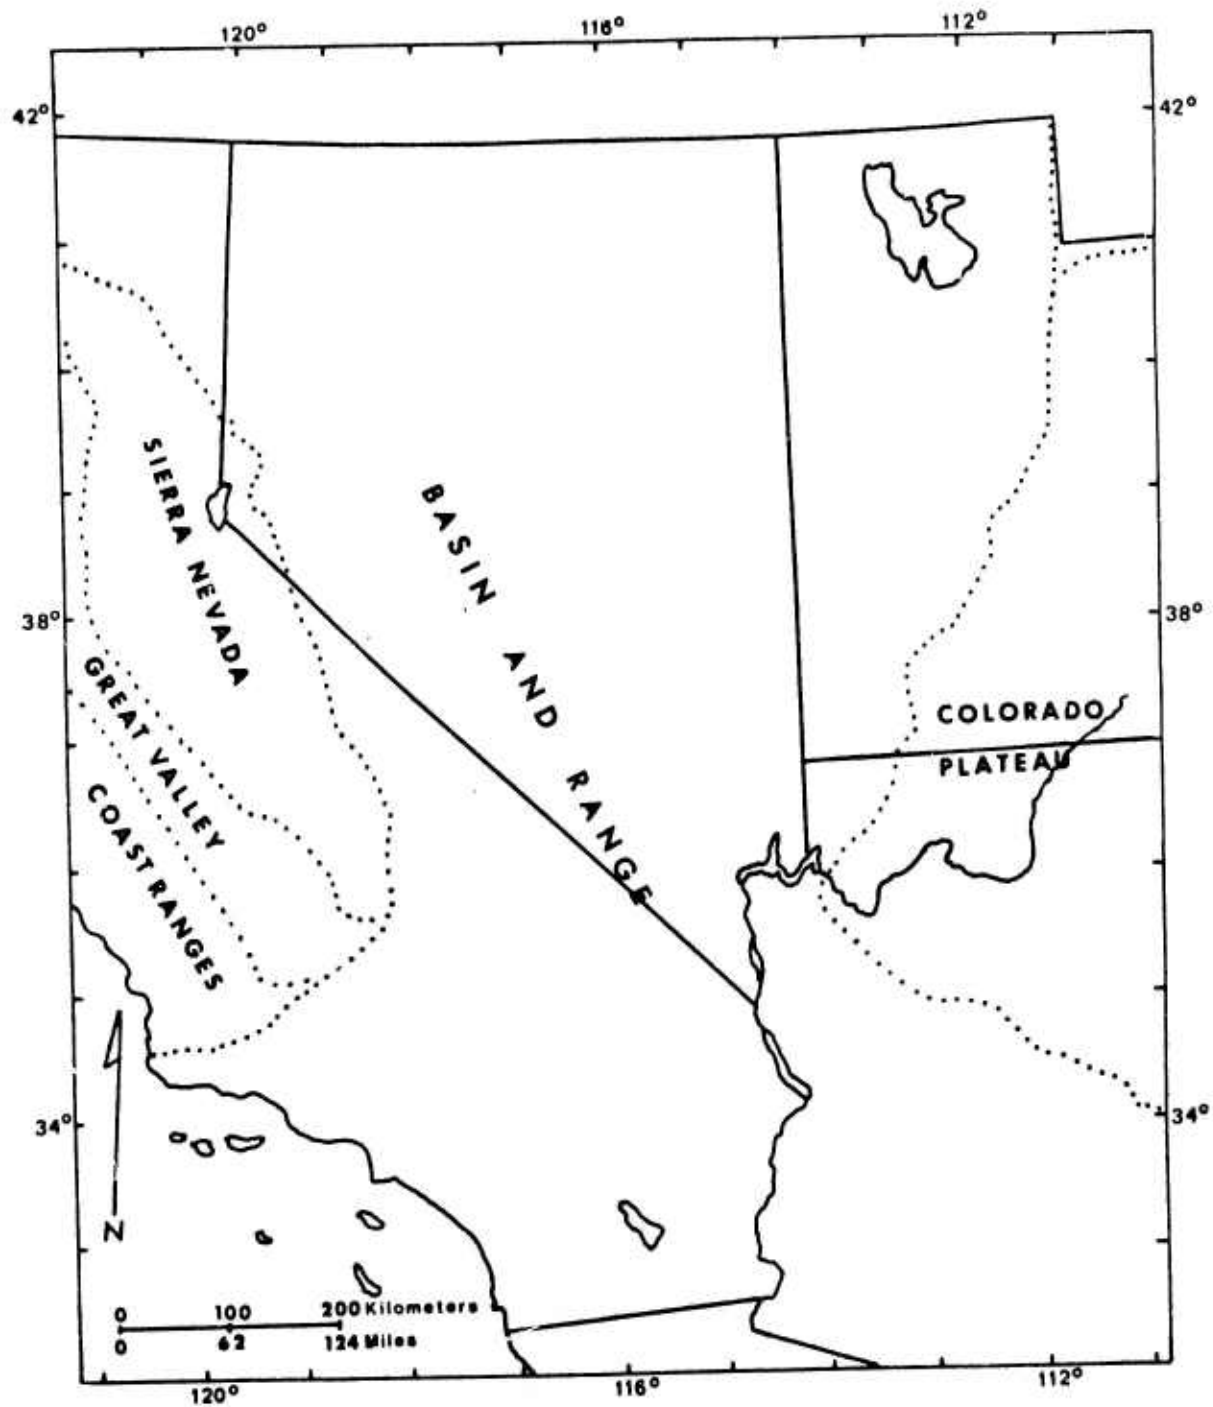 120° 116° 112°
42° 42°
SIERRA NEVADA
BASIN AND RANGE
38° 38°
GREAT VALLEY
COLORADO
PLATEAU
COAST RANGES
34° 34°
N
0 100 200 Kilometers
0 62 124 Miles
120° 116° 112°